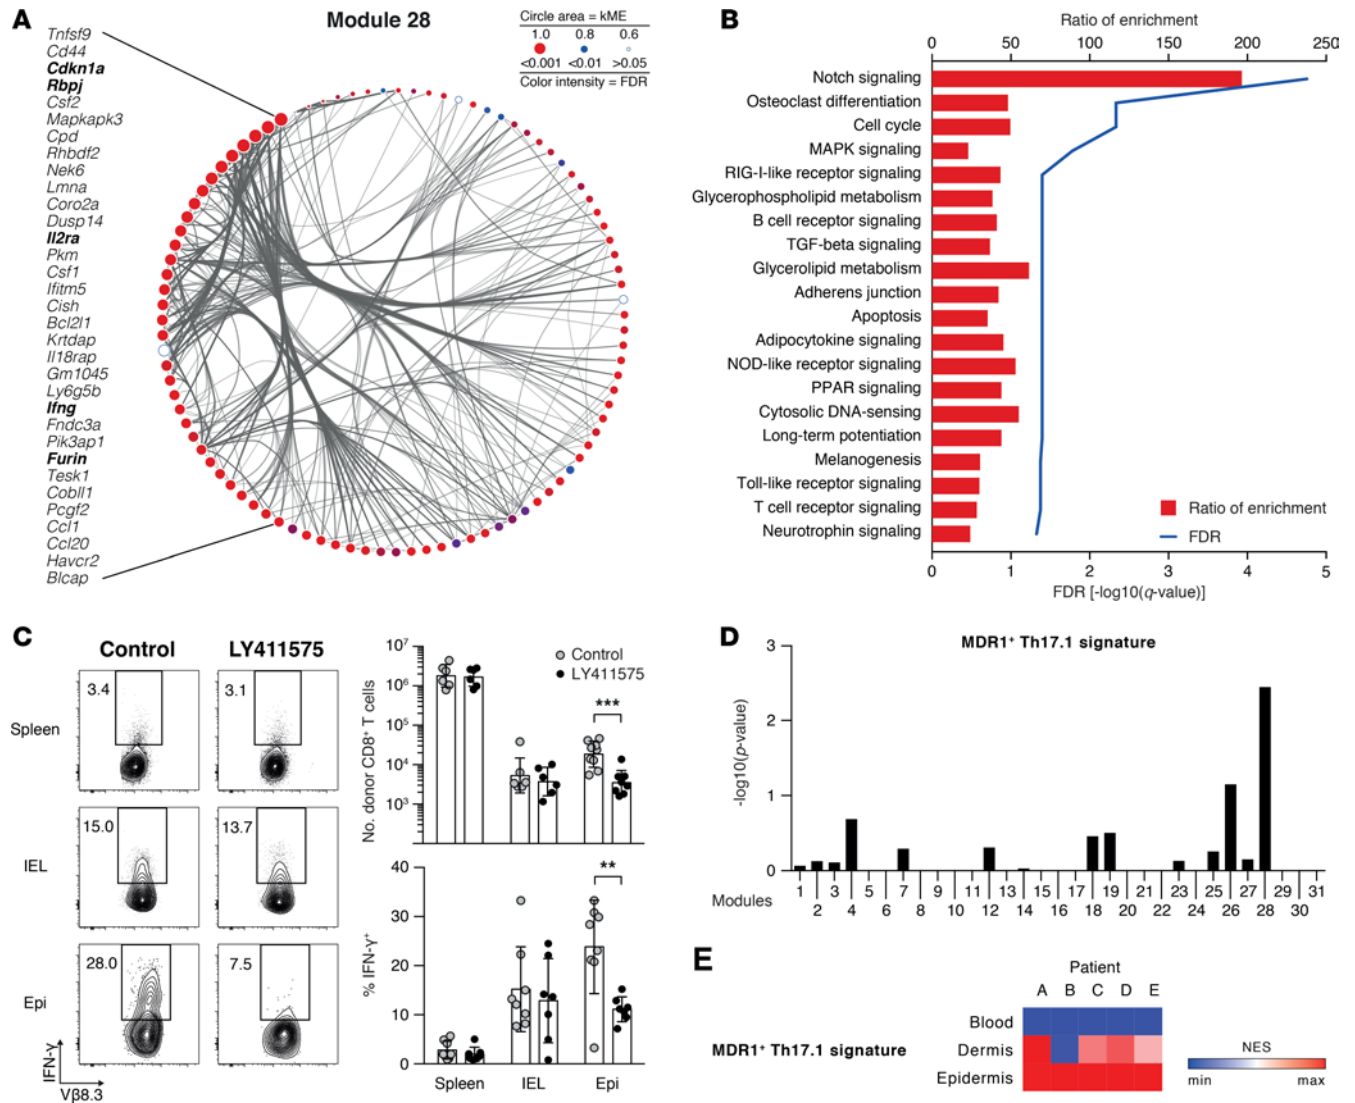 A
Module 28
Circle area = kME
1.0 0.8 0.6
<0.001 <0.01 >0.05
Color intensity = FDR
Tnfsf9
Cd44
Cdkn1a
Rbpj
Csf2
Mapkapk3
Cpd
Rhbdf2
Nek6
Lmna
Coro2a
Dusp14
Il2ra
Pkm
Csf1
Ifitm5
Cish
Bcl2l1
Krtdap
Il18rap
Gm1045
Ly6g5b
Ifng
Fndc3a
Pik3ap1
Furin
Tesk1
Cobll1
Pcgf2
Ccl1
Ccl20
Havcr2
Blcap
B
Ratio of enrichment
0 50 100 150 200 250
Notch signaling
Osteoclast differentiation
Cell cycle
MAPK signaling
RIG-I-like receptor signaling
Glycerophospholipid metabolism
B cell receptor signaling
TGF-beta signaling
Glycerolipid metabolism
Adherens junction
Apoptosis
Adipocytokine signaling
NOD-like receptor signaling
PPAR signaling
Cytosolic DNA-sensing
Long-term potentiation
Melanogenesis
Toll-like receptor signaling
T cell receptor signaling
Neurotrophin signaling
Ratio of enrichment
FDR
0 1 2 3 4 5
FDR [-log10(q-value)]
C
Control LY411575
Spleen
3.4
3.1
IEL
15.0
13.7
Epi
28.0
7.5
IFN-γ
Vβ8.3
No. donor CD8⁺ T cells
10⁷
10⁶
10⁵
10⁴
10³
Control
LY411575
***
% IFN-γ⁺
40
30
20
10
0
**
Spleen IEL Epi
D
MDR1⁺ Th17.1 signature
-log10(p-value)
3
2
1
0
Modules
1 3 5 7 9 11 13 15 17 19 21 23 25 27 29 31
2 4 6 8 10 12 14 16 18 20 22 24 26 28 30
E
Patient
A B C D E
Blood
Dermis
Epidermis
MDR1⁺ Th17.1 signature
NES
min max